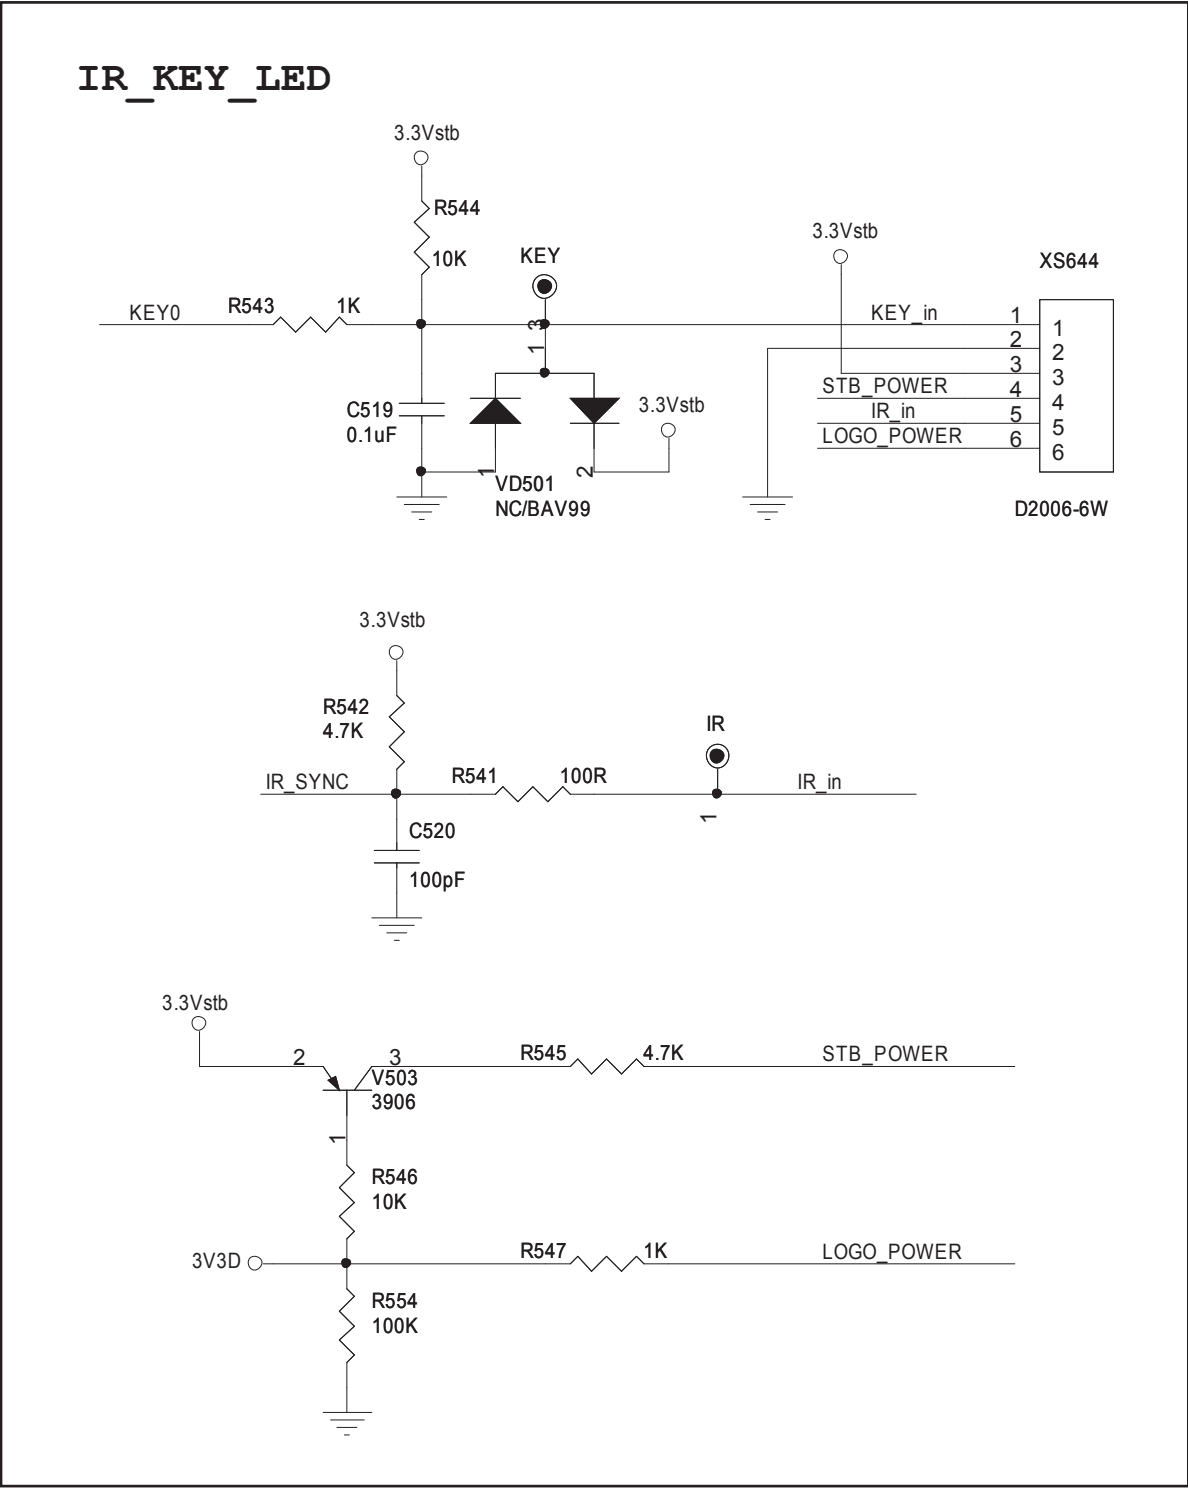 IR_KEY_LED
3.3Vstb
R544
10K
KEY
3.3Vstb
XS644
KEY0
R543
1K
3
1
KEY_in
1
1
2
2
3
3
STB_POWER
4
4
IR_in
5
5
LOGO_POWER
6
6
C519
0.1uF
3.3Vstb
1
2
VD501
NC/BAV99
D2006-6W
3.3Vstb
R542
4.7K
IR
IR_SYNC
R541
100R
IR_in
1
C520
100pF
3.3Vstb
2
3
V503
3906
R545
4.7K
STB_POWER
1
R546
10K
3V3D
R547
1K
LOGO_POWER
R554
100K